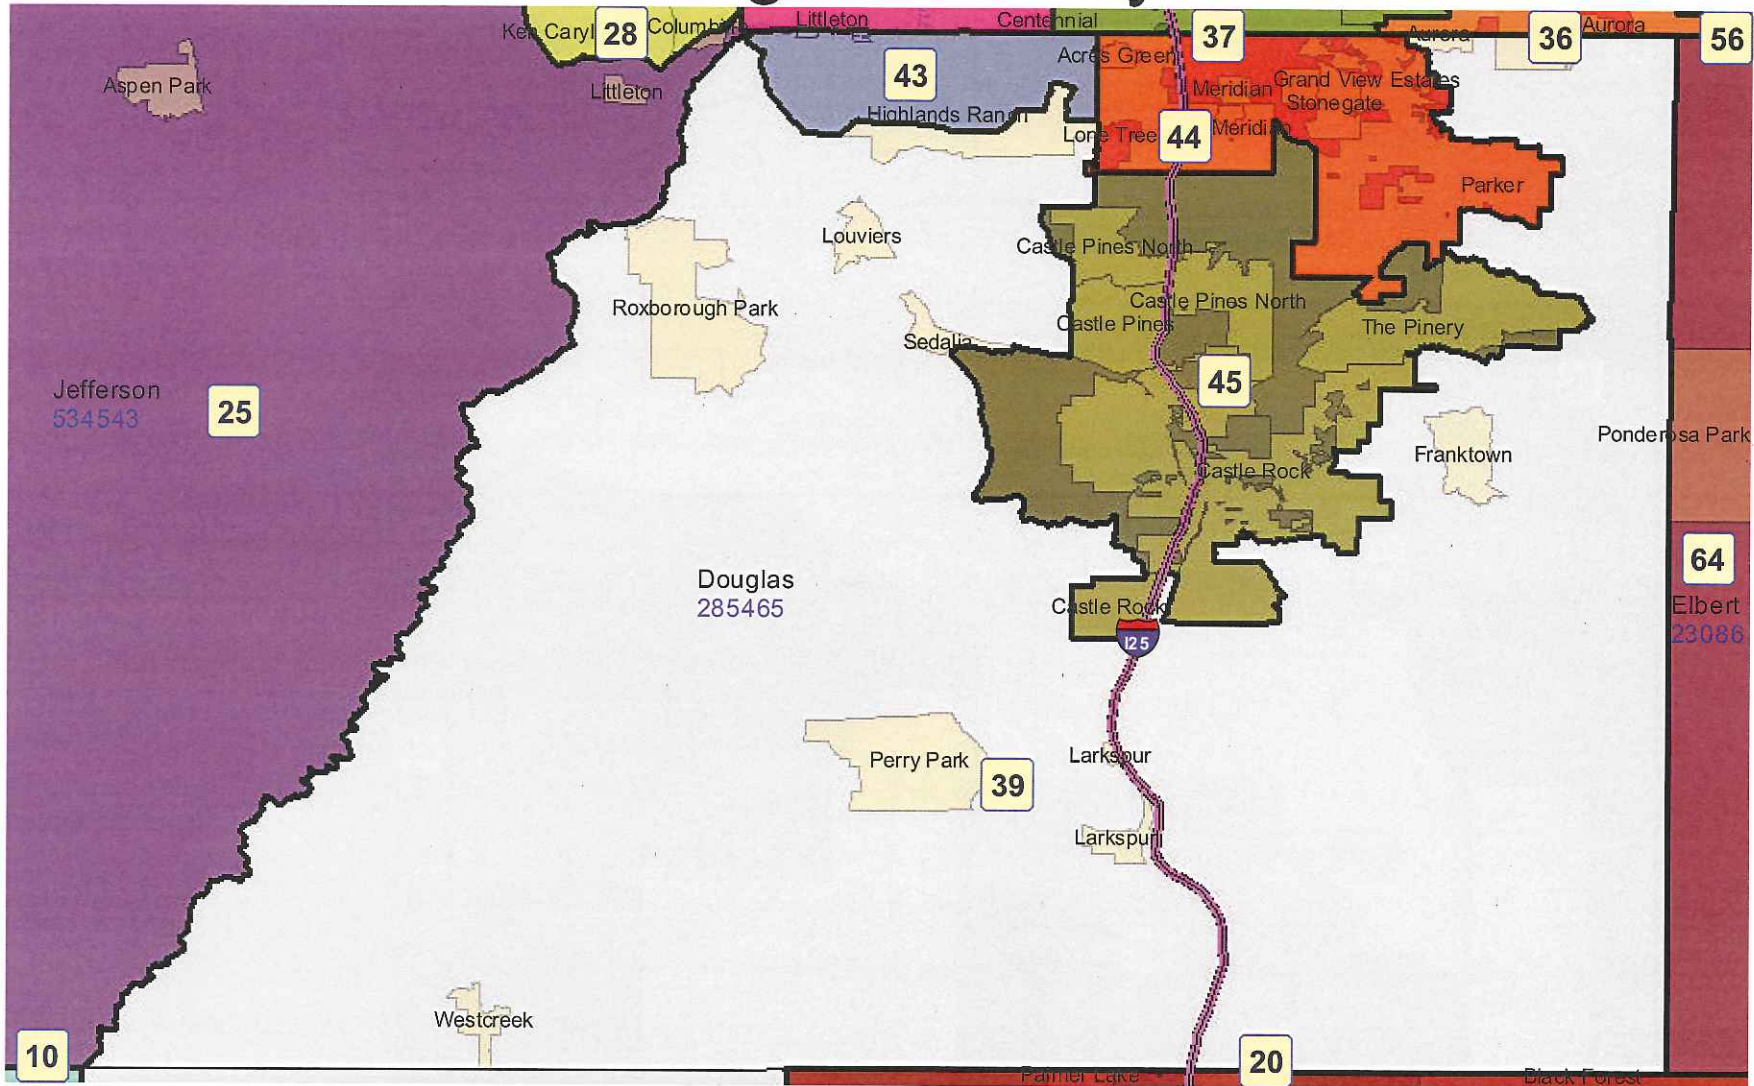 Ken Caryl
28
Columbine
Littleton
Centennial
37
Aurora
36
Aurora
56
Aspen Park
Littleton
43
Highlands Ranch
Acres Green
Meridian
Grand View Estates
Stonegate
Lone Tree
44
Meridian
Parker
Louviers
Castle Pines North
Roxborough Park
Castle Pines North
Castle Pines
The Pinery
Sedalia
45
Jefferson
534543
25
Castle Rock
Franktown
Ponderosa Park
Douglas
285465
Castle Rock
I25
64
Elbert
23086
Perry Park
39
Larkspur
Larkspur
Westcreek
10
20
Palmer Lake
Black Forest